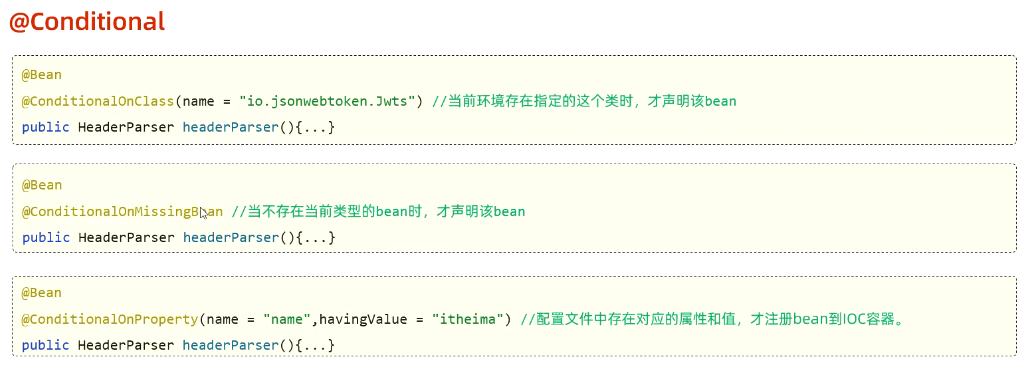 @Conditional
@Bean
@ConditionalOnClass(name = "io.jsonwebtoken.Jwts") //当前环境存在指定的这个类时，才声明该bean
public HeaderParser headerParser(){...}
@Bean
@ConditionalOnMissingBean //当不存在当前类型的bean时，才声明该bean
public HeaderParser headerParser(){...}
@Bean
@ConditionalOnProperty(name = "name",havingValue = "itheima") //配置文件中存在对应的属性和值，才注册bean到IOC容器。
public HeaderParser headerParser(){...}